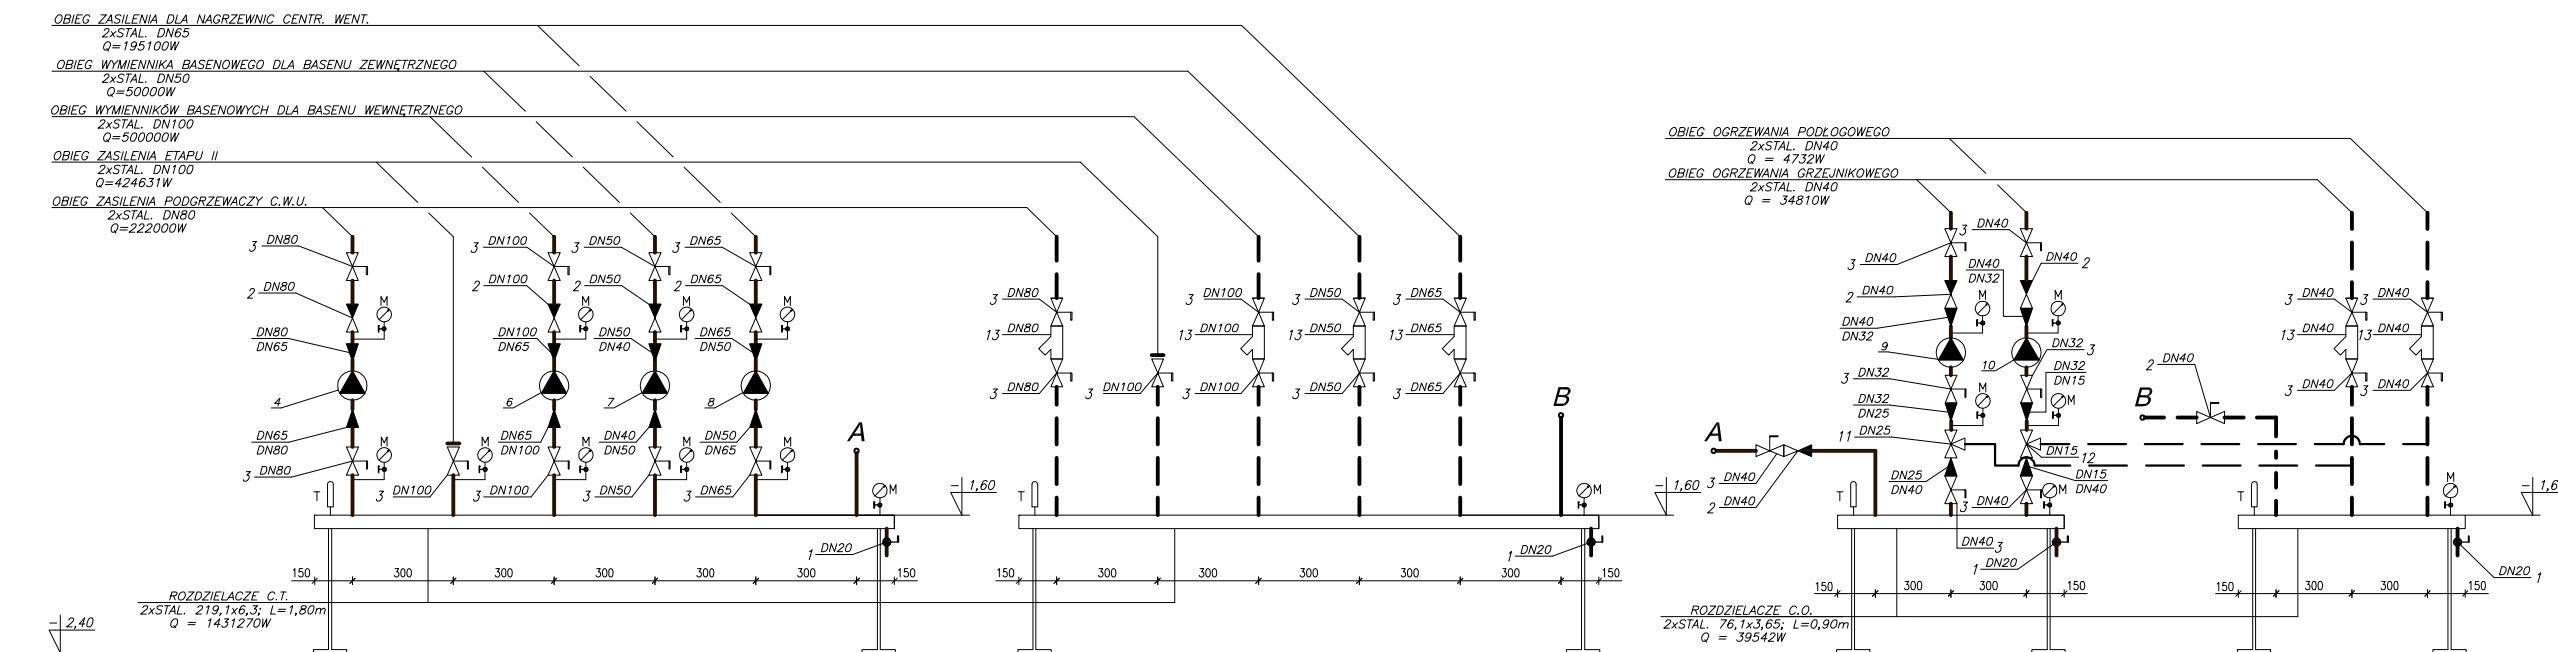 OBIEG ZASILENIA DLA NAGRZEWNIC CENTR. WENT.
2xSTAL. DN65
Q=195100W
OBIEG WYMIENNIKA BASENOWEGO DLA BASENU ZEWNĘTRZNEGO
2xSTAL. DN50
Q=50000W
OBIEG WYMIENNIKÓW BASENOWYCH DLA BASENU WEWNĘTRZNEGO
2xSTAL. DN100
Q=500000W
OBIEG ZASILENIA ETAPU II
2xSTAL. DN100
Q=424631W
OBIEG ZASILENIA PODGRZEWACZY C.W.U.
2xSTAL. DN80
Q=222000W
OBIEG OGRZEWANIA PODŁOGOWEGO
2xSTAL. DN40
Q = 4732W
OBIEG OGRZEWANIA GRZEJNIKOWEGO
2xSTAL. DN40
Q = 34810W
3 DN80
2 DN80
M
DN80
DN65
4
DN65
DN80
M
3 DN80
T
3 DN100
M
3 DN100
2 DN100
M
DN100
DN65
6
DN65
DN100
M
3 DN100
3 DN50
2 DN50
M
DN50
DN40
7
DN40
DN50
M
3 DN50
3 DN65
2 DN65
M
DN65
DN50
8
DN50
DN65
M
3 DN65
A
M
- 1,60
1 DN20
150 300 300 300 300 300 150
3 DN80
13 DN80
3 DN80
T
3 DN100
3 DN100
13 DN100
3 DN100
3 DN50
13 DN50
3 DN50
3 DN65
13 DN65
3 DN65
B
M
- 1,60
1 DN20
150 300 300 300 300 300 150
ROZDZIELACZE C.T.
2xSTAL. 219,1x6,3; L=1,80m
Q = 1431270W
- 2,40
A
3 DN40
2 DN40
T
3 DN40
2 DN40
M
DN40
DN32
9
3 DN32
M
DN32
DN25
11 DN25
DN25
DN40
DN40 3
3 DN40
DN40 2
DN40
DN32
M
10
DN32 3
DN32
DN15
M
DN15 12
DN15
DN40
3 DN40
M
1 DN20
150 300 300 150
B
2 DN40
T
3 DN40
13 DN40
3 DN40
3 DN40
13 DN40
3 DN40
M
- 1,6
DN20 1
150 300 300 150
ROZDZIELACZE C.O.
2xSTAL. 76,1x3,65; L=0,90m
Q = 39542W